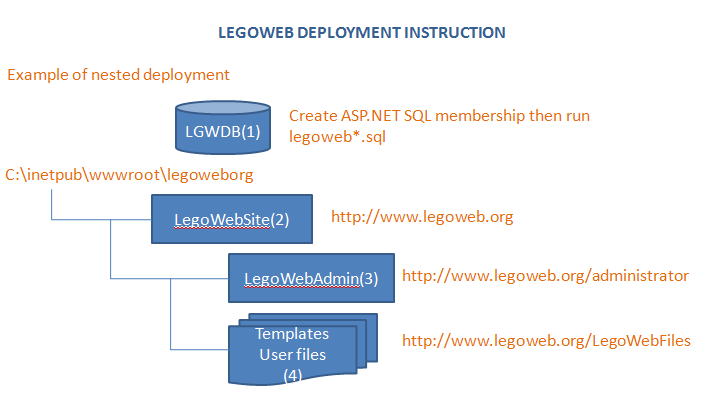 LEGOWEB DEPLOYMENT INSTRUCTION
Example of nested deployment
LGWDB(1)
Create ASP.NET SQL membership then run
legoweb*.sql
C:\inetpub\wwwroot\legoweborg
LegoWebSite(2)
http://www.legoweb.org
LegoWebAdmin(3)
http://www.legoweb.org/administrator
Templates
User files
(4)
http://www.legoweb.org/LegoWebFiles